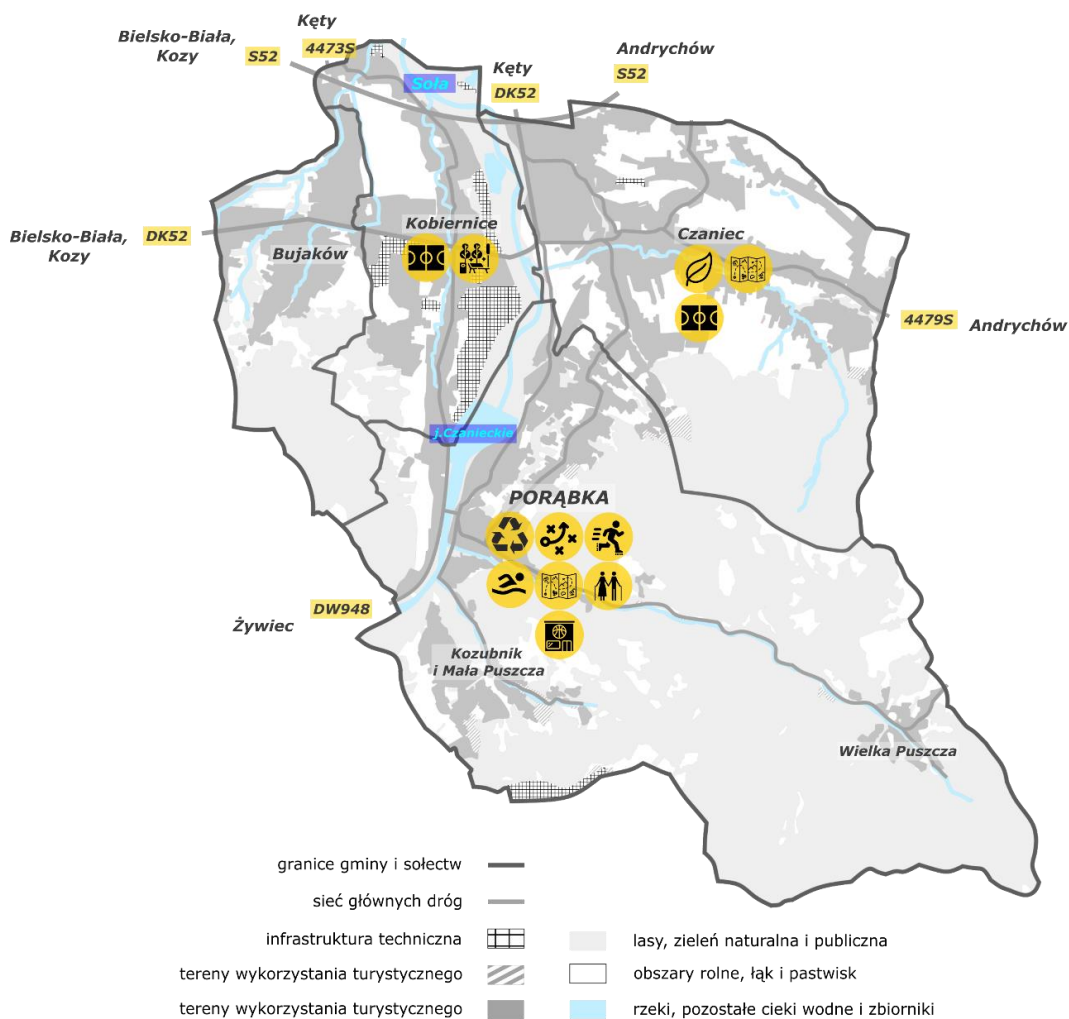 Kęty
Bielsko-Biała,
Kozy
S52
4473S
Soła
Kęty
DK52
Andrychów
S52
Kobiernice
Czaniec
Bielsko-Biała,
Kozy
DK52
Bujaków
4479S
Andrychów
j.Czanieckie
PORĄBKA
Żywiec
DW948
Kozubnik
i Mała Puszcza
Wielka Puszcza
granice gminy i sołectw
sieć głównych dróg
infrastruktura techniczna
tereny wykorzystania turystycznego
tereny wykorzystania turystycznego
lasy, zieleń naturalna i publiczna
obszary rolne, łąk i pastwisk
rzeki, pozostałe cieki wodne i zbiorniki